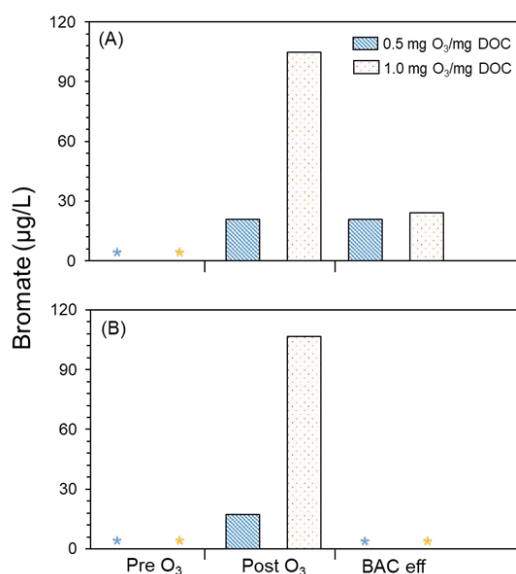 120
(A)
0.5 mg O₃/mg DOC
1.0 mg O₃/mg DOC
90
60
30
0
Bromate (µg/L)
120
(B)
90
60
30
0
Pre O₃ Post O₃ BAC eff